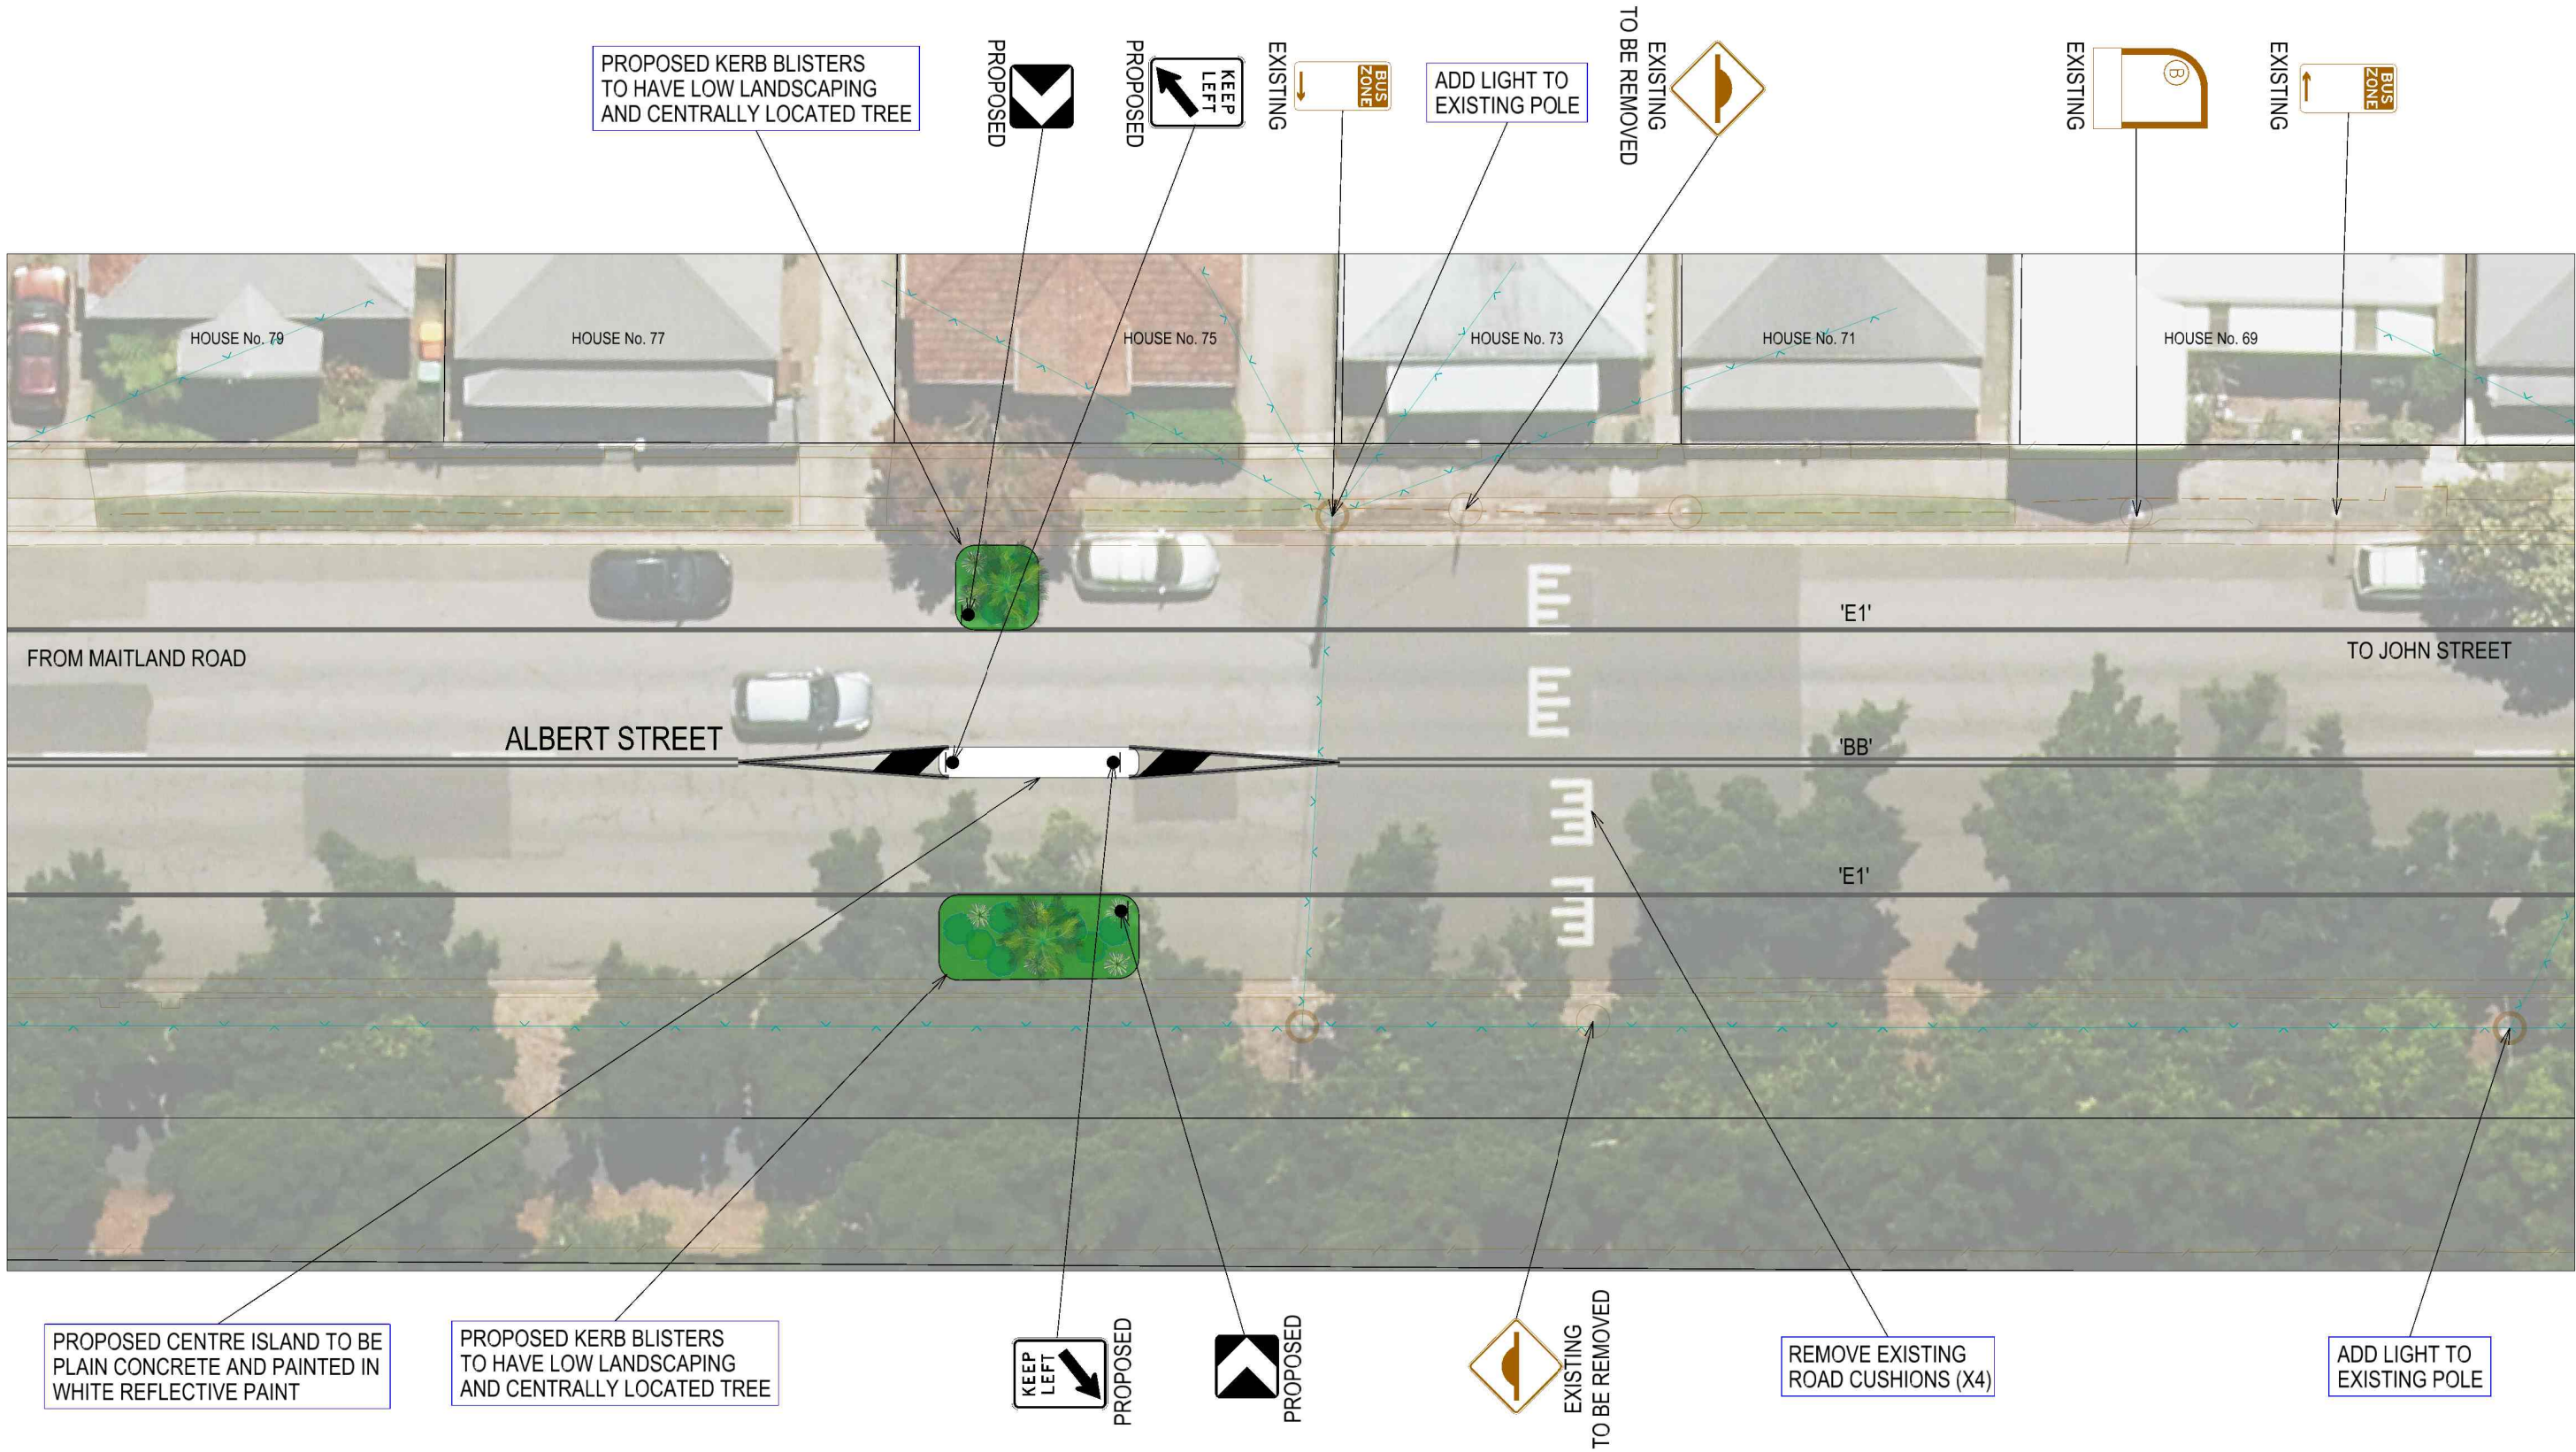 PROPOSED KERB BLISTERS
TO HAVE LOW LANDSCAPING
AND CENTRALLY LOCATED TREE
PROPOSED
PROPOSED
KEEP
LEFT
EXISTING
BUS
ZONE
ADD LIGHT TO
EXISTING POLE
EXISTING
TO BE REMOVED
EXISTING
B
EXISTING
BUS
ZONE
HOUSE No. 79
HOUSE No. 77
HOUSE No. 75
HOUSE No. 73
HOUSE No. 71
HOUSE No. 69
'E1'
FROM MAITLAND ROAD
TO JOHN STREET
ALBERT STREET
'BB'
'E1'
PROPOSED CENTRE ISLAND TO BE
PLAIN CONCRETE AND PAINTED IN
WHITE REFLECTIVE PAINT
PROPOSED KERB BLISTERS
TO HAVE LOW LANDSCAPING
AND CENTRALLY LOCATED TREE
KEEP
LEFT
PROPOSED
PROPOSED
EXISTING
TO BE REMOVED
REMOVE EXISTING
ROAD CUSHIONS (X4)
ADD LIGHT TO
EXISTING POLE